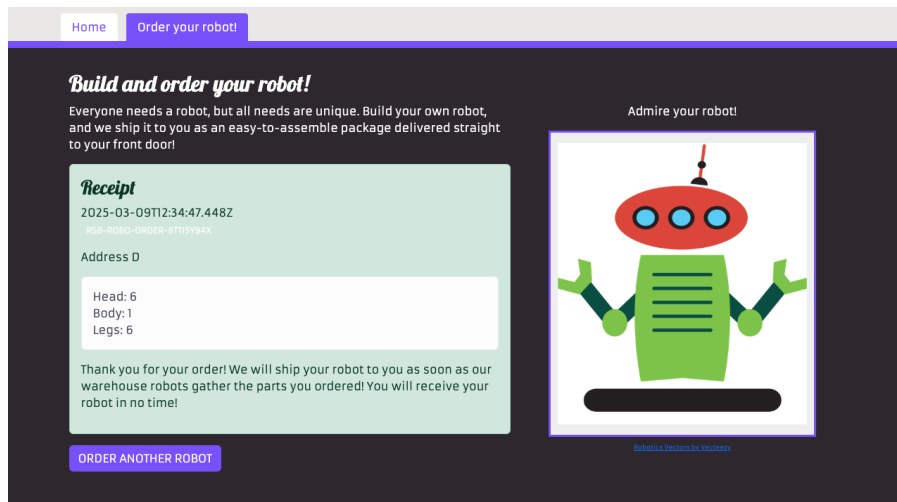 Home
Order your robot!
Build and order your robot!
Everyone needs a robot, but all needs are unique. Build your own robot,
and we ship it to you as an easy-to-assemble package delivered straight
to your front door!
Receipt
2025-03-09T12:34:47.448Z
Address D
Head: 6
Body: 1
Legs: 6
Thank you for your order! We will ship your robot to you as soon as our
warehouse robots gather the parts you ordered! You will receive your
robot in no time!
ORDER ANOTHER ROBOT
Admire your robot!
Robotics Vectors by Vecteezy